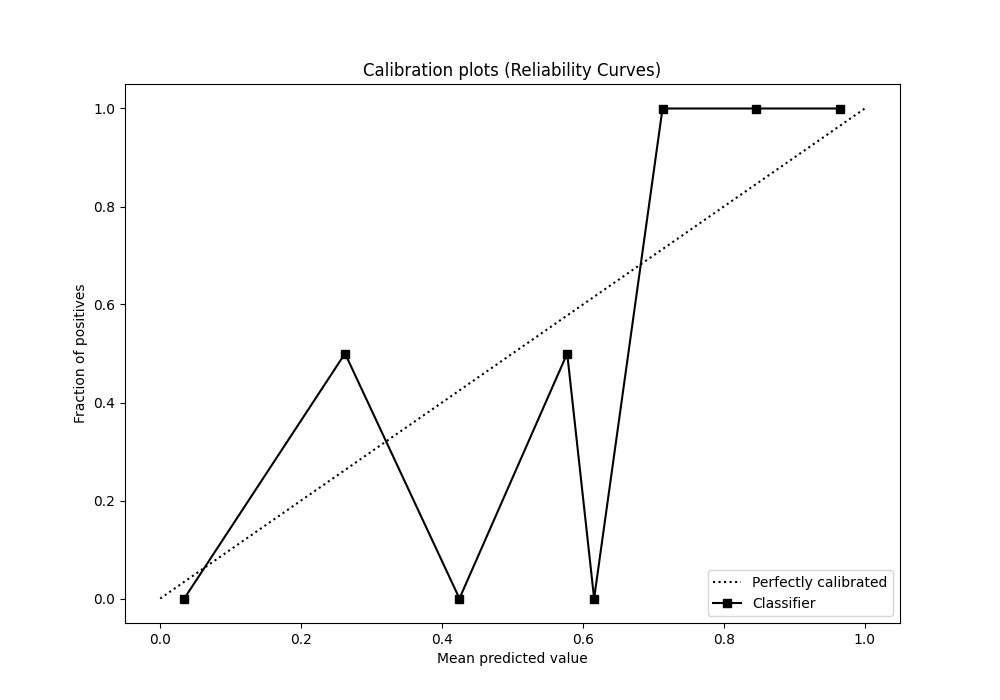 Calibration plots (Reliability Curves)
Fraction of positives
1.0
0.8
0.6
0.4
0.2
0.0
0.0 0.2 0.4 0.6 0.8 1.0
Mean predicted value
Perfectly calibrated
Classifier